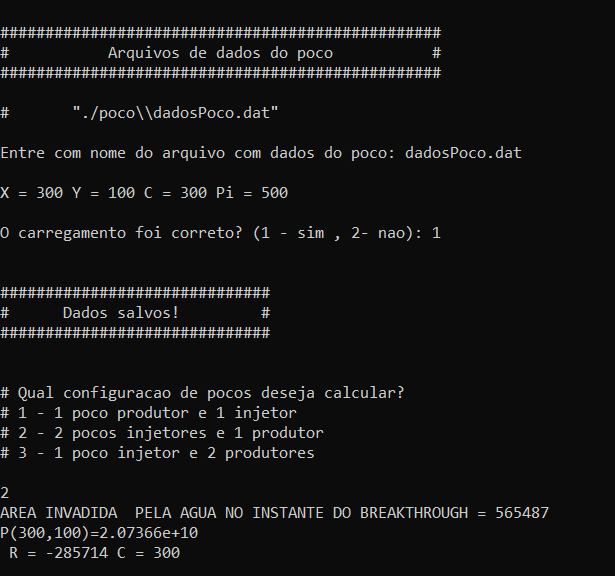 #################################################
#           Arquivos de dados do poco           #
#################################################
#       "./poco\\dadosPoco.dat"
Entre com nome do arquivo com dados do poco: dadosPoco.dat
X = 300 Y = 100 C = 300 Pi = 500
O carregamento foi correto? (1 - sim , 2- nao): 1
##############################
#      Dados salvos!         #
##############################
# Qual configuracao de pocos deseja calcular?
# 1 - 1 poco produtor e 1 injetor
# 2 - 2 pocos injetores e 1 produtor
# 3 - 1 poco injetor e 2 produtores
2
AREA INVADIDA  PELA AGUA NO INSTANTE DO BREAKTHROUGH = 565487
P(300,100)=2.07366e+10
 R = -285714 C = 300